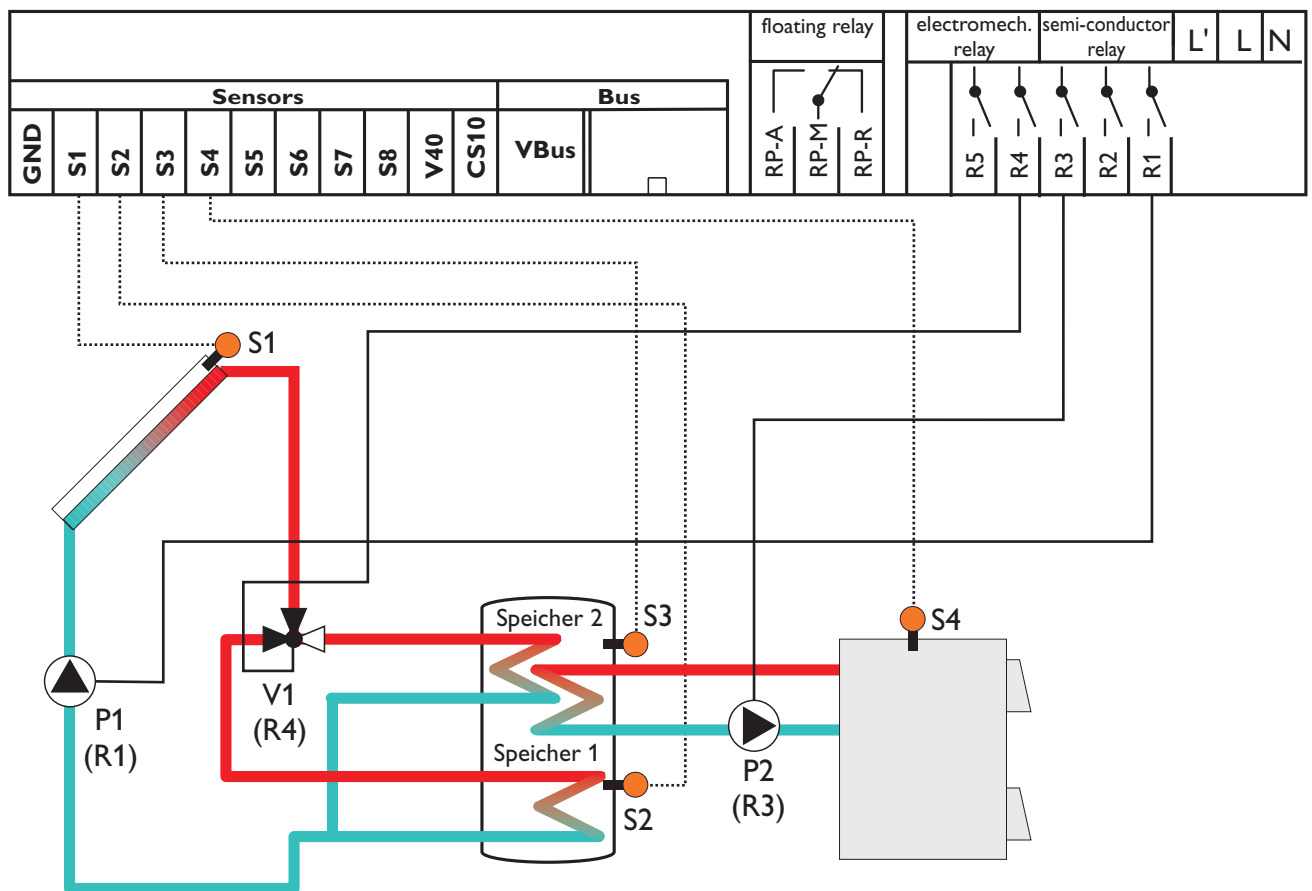 floating relay
electromech.
relay
semi-conductor
relay
L'
L
N
Sensors
Bus
GND
S1
S2
S3
S4
S5
S6
S7
S8
V40
CS10
VBus
RP-A
RP-M
RP-R
R5
R4
R3
R2
R1
S1
Speicher 2
S3
S4
V1
(R4)
P1
(R1)
Speicher 1
S2
P2
(R3)